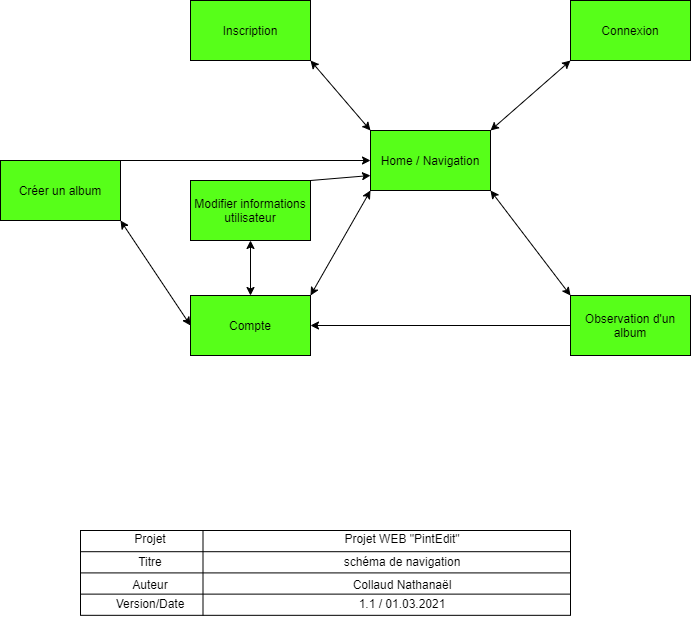 Inscription
Connexion
Home / Navigation
Créer un album
Modifier informations
utilisateur
Compte
Observation d'un
album
Projet
Projet WEB "PintEdit"
Titre
schéma de navigation
Auteur
Collaud Nathanaël
Version/Date
1.1 / 01.03.2021